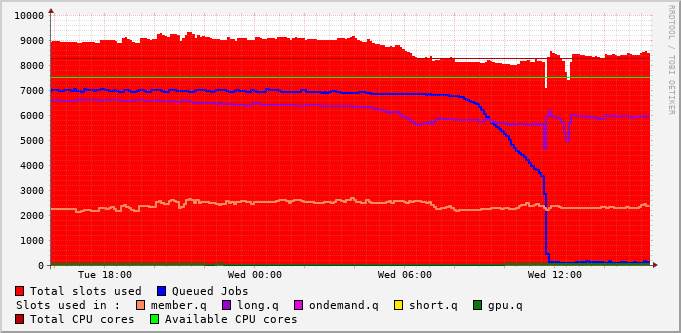 RRDTOOL / TOBI OETIKER
10000
9000
8000
7000
6000
5000
4000
3000
2000
1000
0
Tue 18:00 Wed 00:00 Wed 06:00 Wed 12:00
Total slots used Queued Jobs
Slots used in : member.q long.q ondemand.q short.q gpu.q
Total CPU cores Available CPU cores